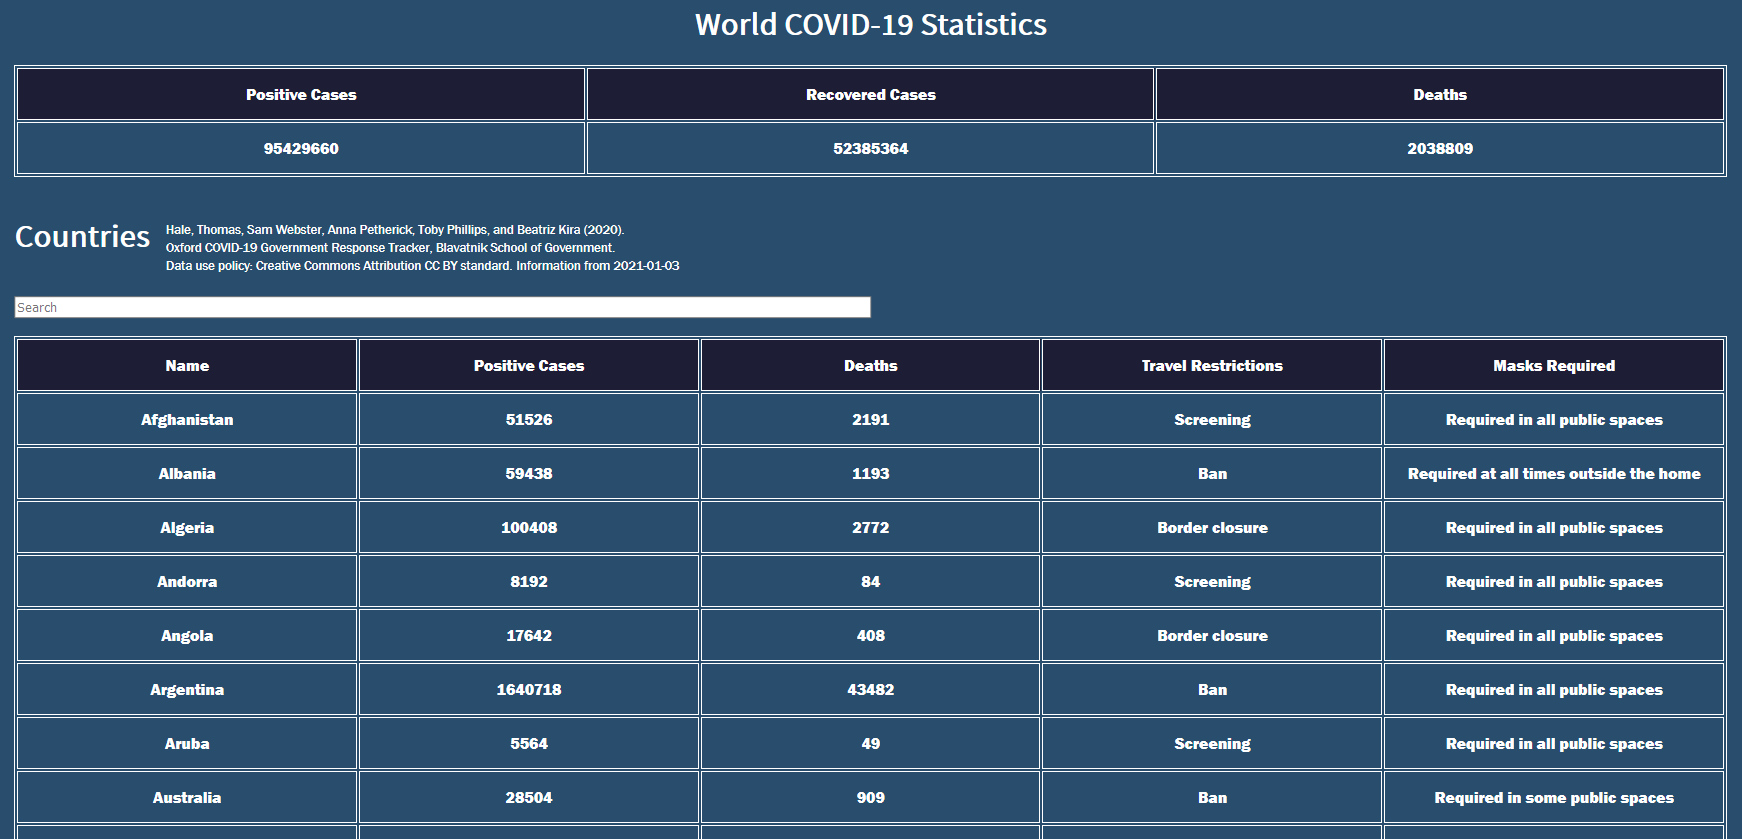 World COVID-19 Statistics
Positive Cases Recovered Cases Deaths
95429660 52385364 2038809
Countries
Hale, Thomas, Sam Webster, Anna Petherick, Toby Phillips, and Beatriz Kira (2020).
Oxford COVID-19 Government Response Tracker, Blavatnik School of Government.
Data use policy: Creative Commons Attribution CC BY standard. Information from 2021-01-03
Search
Name Positive Cases Deaths Travel Restrictions Masks Required
Afghanistan 51526 2191 Screening Required in all public spaces
Albania 59438 1193 Ban Required at all times outside the home
Algeria 100408 2772 Border closure Required in all public spaces
Andorra 8192 84 Screening Required in all public spaces
Angola 17642 408 Border closure Required in all public spaces
Argentina 1640718 43482 Ban Required in all public spaces
Aruba 5564 49 Screening Required in all public spaces
Australia 28504 909 Ban Required in some public spaces